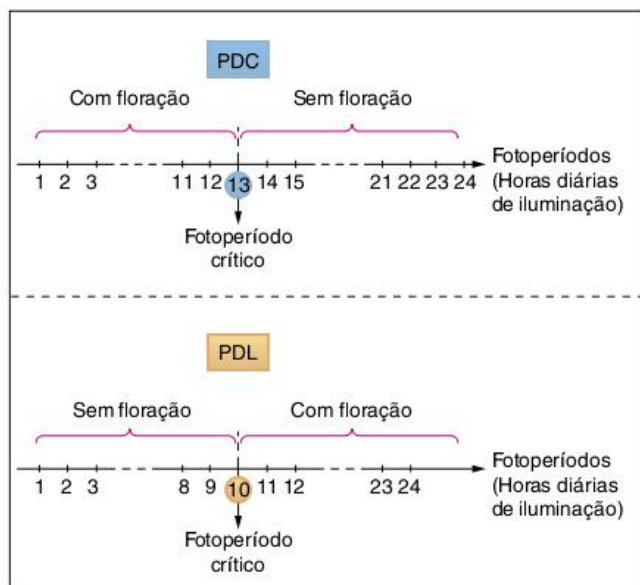 PDC
Com floração Sem floração
1 2 3 11 12 13 14 15 21 22 23 24
Fotoperíodos
(Horas diárias
de iluminação)
Fotoperíodo
crítico
PDL
Sem floração Com floração
1 2 3 8 9 10 11 12 23 24
Fotoperíodos
(Horas diárias
de iluminação)
Fotoperíodo
crítico